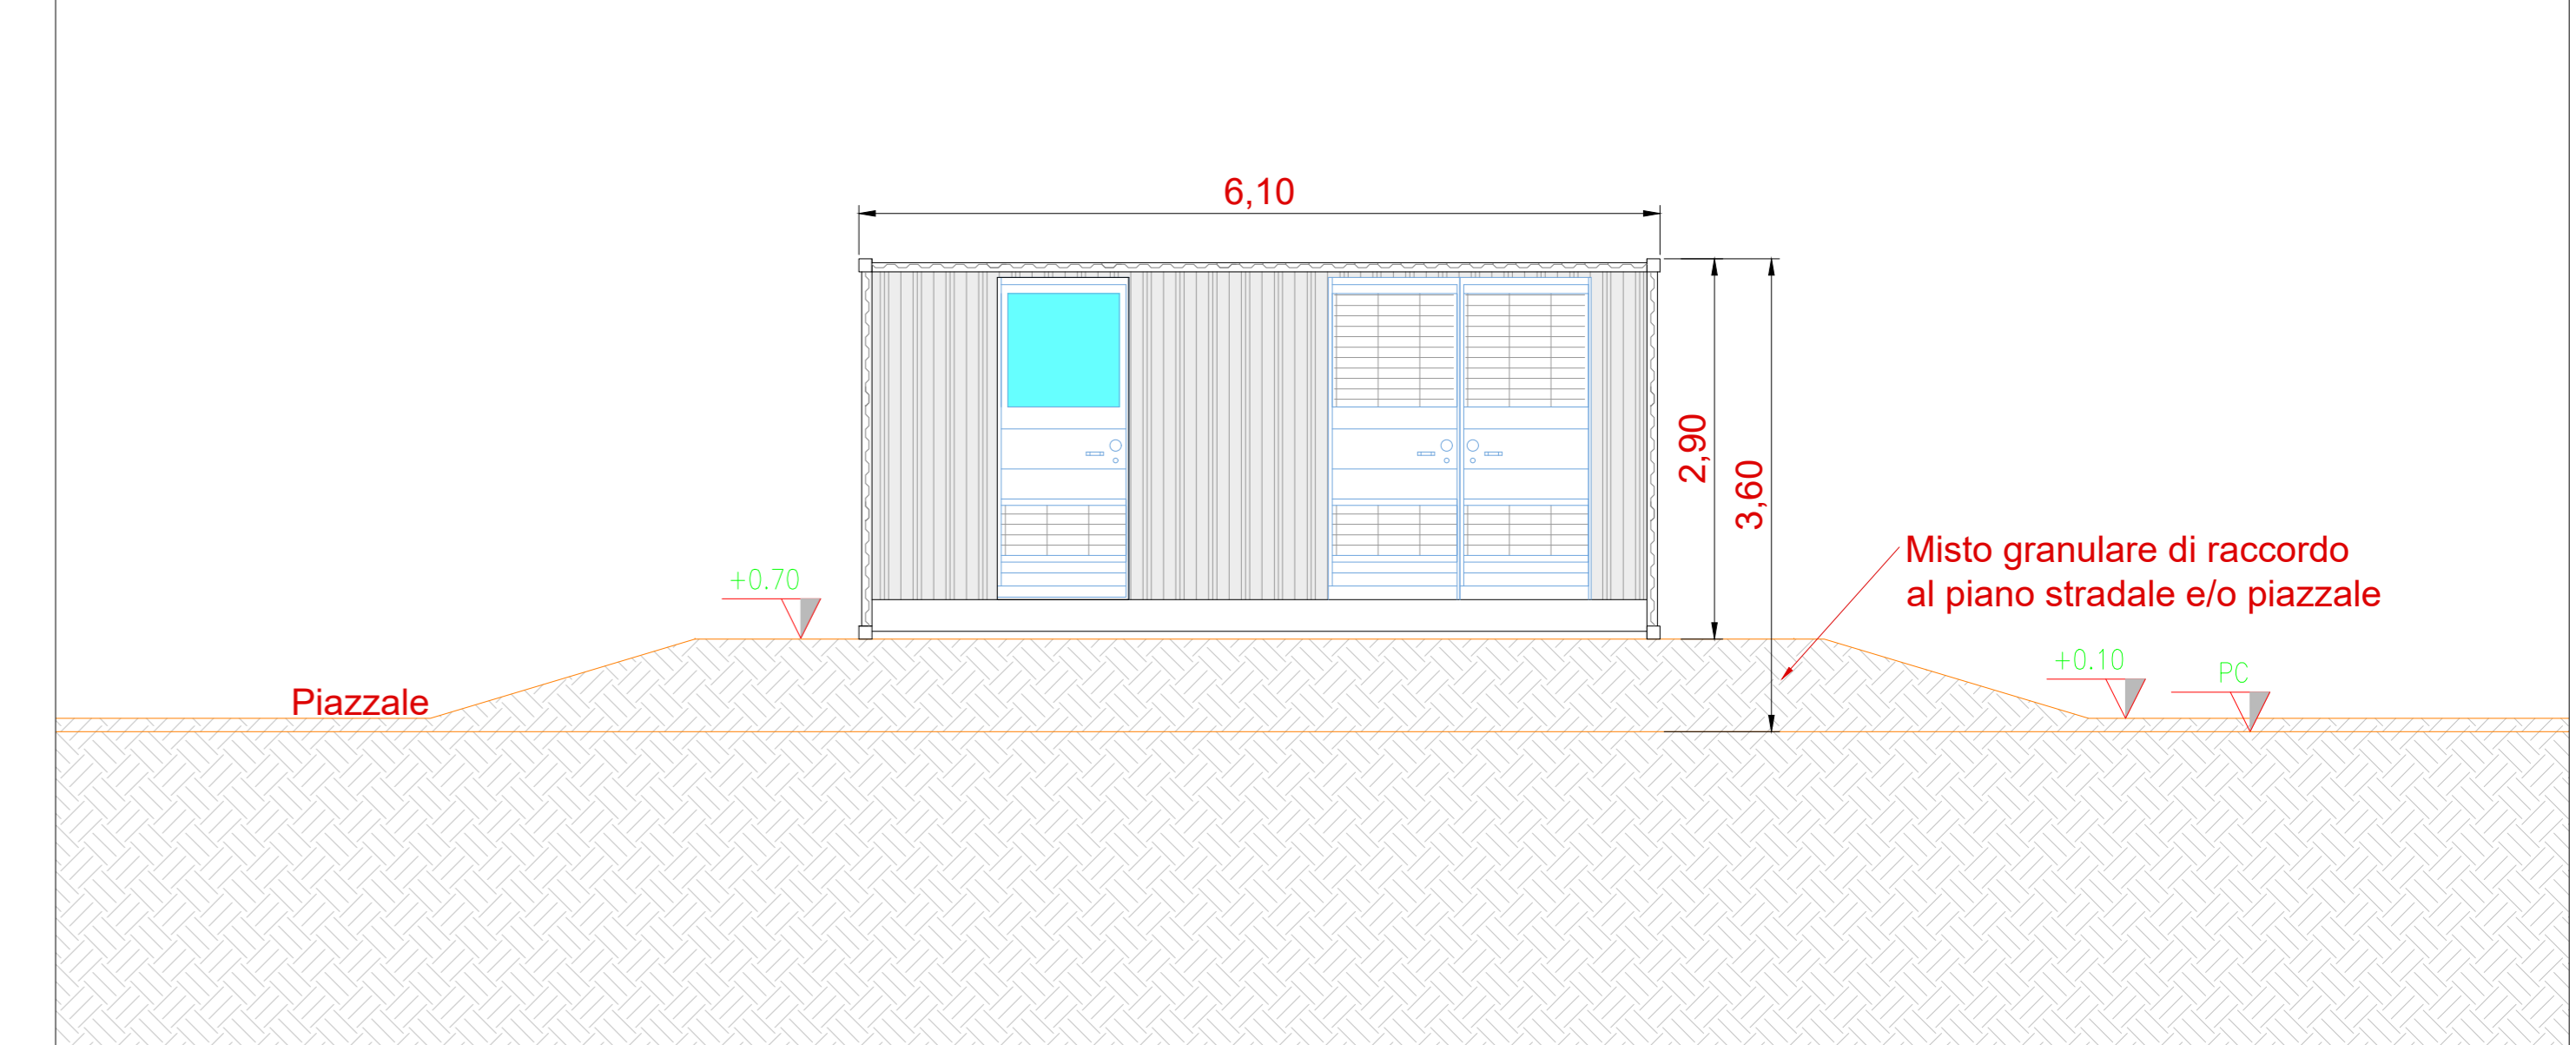 6,10
2,90
3,60
Misto granulare di raccordo
al piano stradale e/o piazzale
+0.70
+0.10
PC
Piazzale